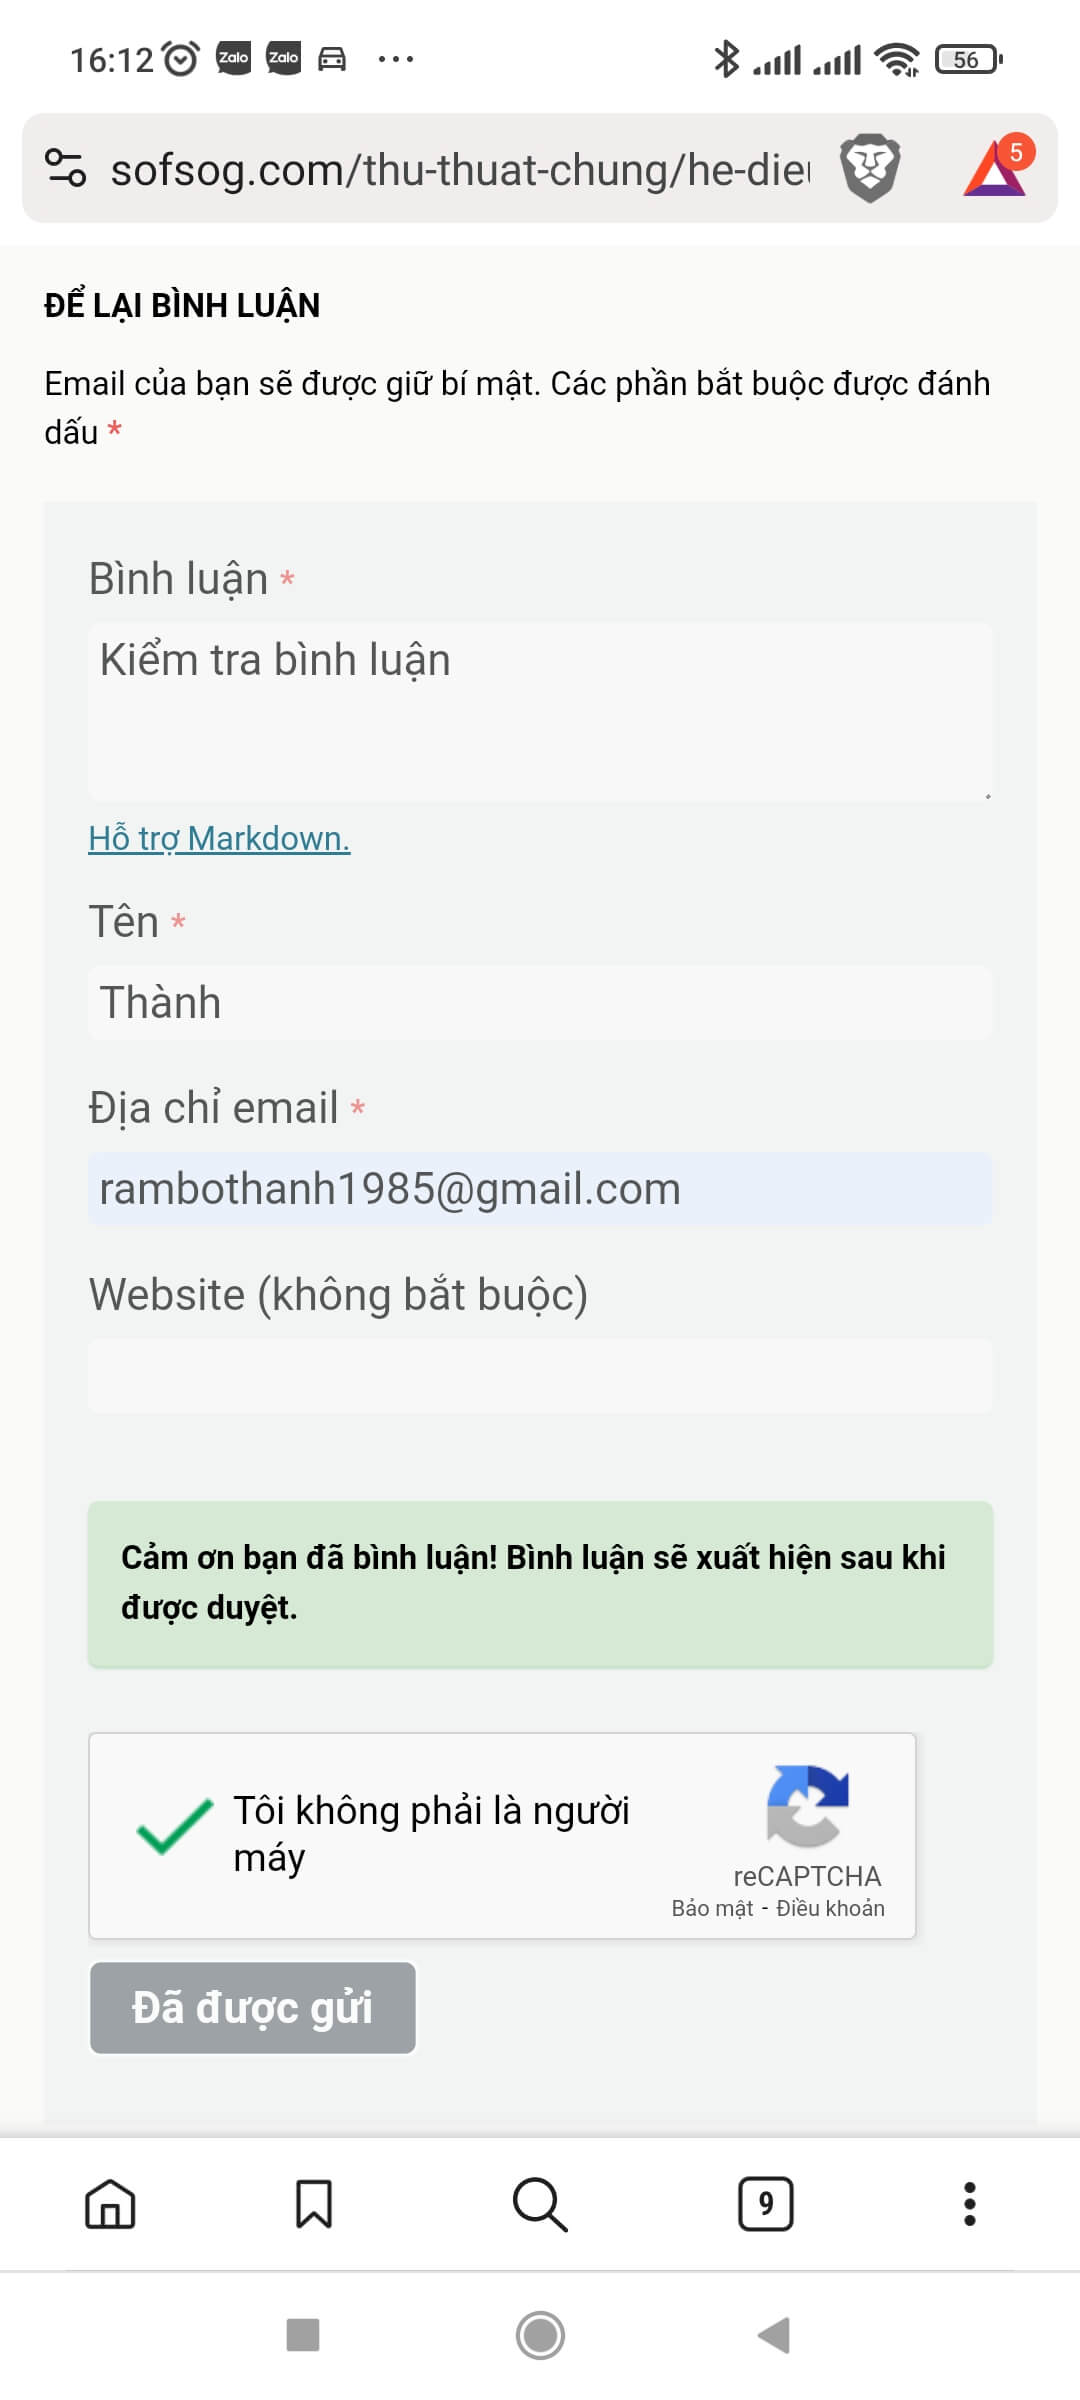 16:12 Zalo Zalo 56
sofsog.com/thu-thuat-chung/he-die
5
ĐỂ LẠI BÌNH LUẬN
Email của bạn sẽ được giữ bí mật. Các phần bắt buộc được đánh
dấu *
Bình luận *
Kiểm tra bình luận
Hỗ trợ Markdown.
Tên *
Thành
Địa chỉ email *
rambothanh1985@gmail.com
Website (không bắt buộc)
Cảm ơn bạn đã bình luận! Bình luận sẽ xuất hiện sau khi
được duyệt.
Tôi không phải là người
máy
reCAPTCHA
Bảo mật - Điều khoản
Đã được gửi
9